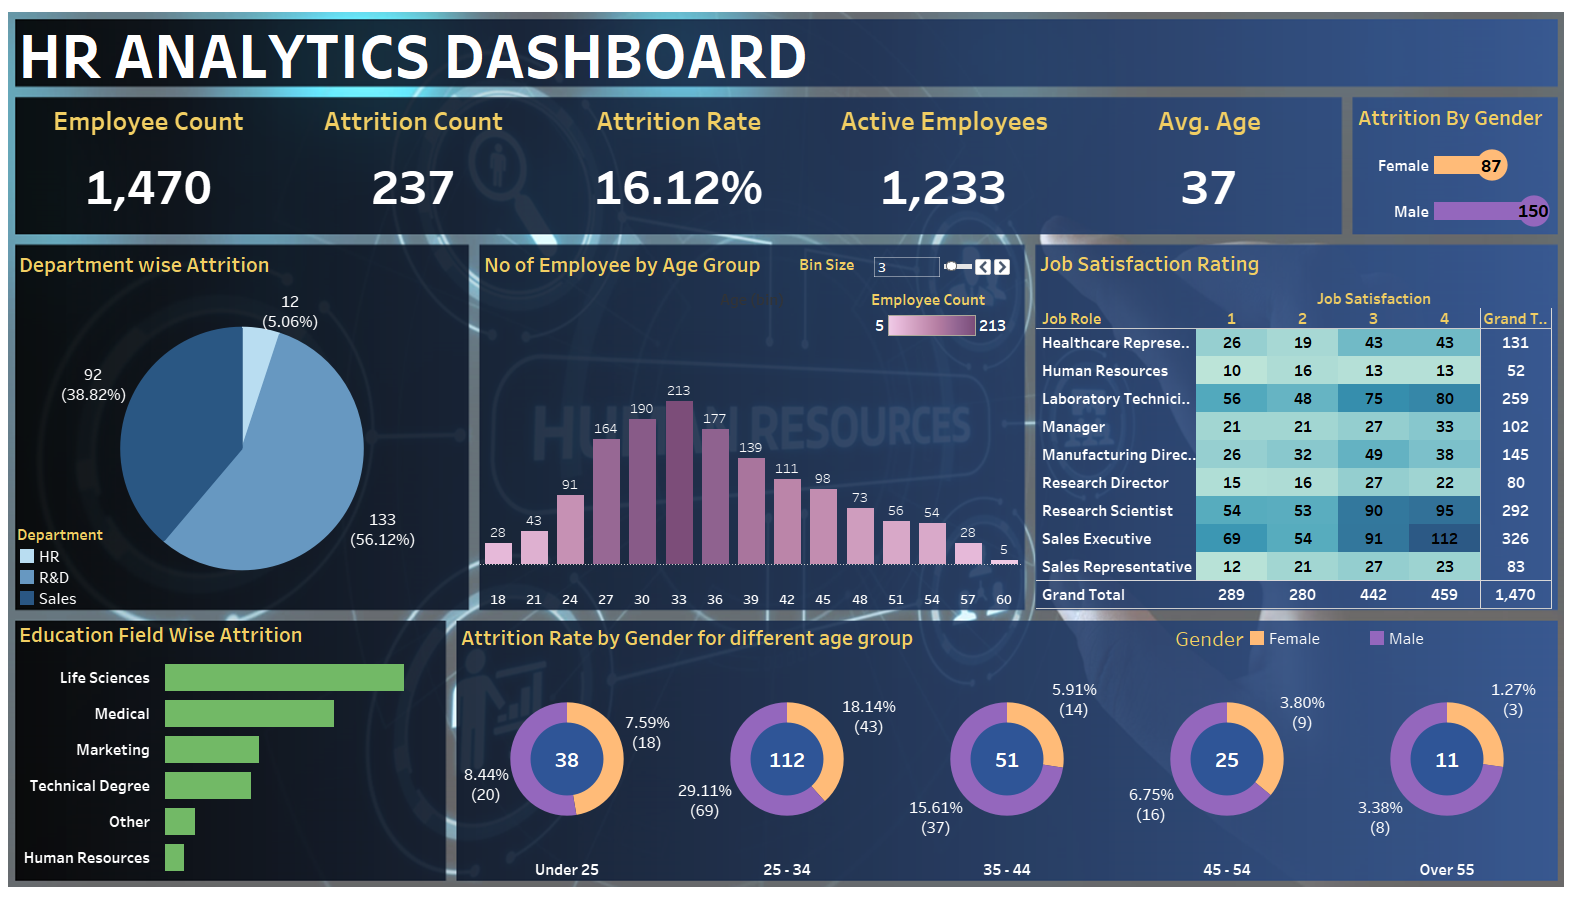 HR ANALYTICS DASHBOARD
Employee Count
Attrition Count
Attrition Rate
Active Employees
Avg. Age
1,470
237
16.12%
1,233
37
Attrition By Gender
Female 87
Male 150
Department wise Attrition
12
(5.06%)
92
(38.82%)
133
(56.12%)
Department
HR
R&D
Sales
No of Employee by Age Group
Bin Size 3
Employee Count
5 213
HUMAN RESOURCES
28 43 91 164 190 213 177 139 111 98 73 56 54 28 5
18 21 24 27 30 33 36 39 42 45 48 51 54 57 60
Job Satisfaction Rating
Job Satisfaction
Job Role 1 2 3 4 Grand T..
Healthcare Represe.. 26 19 43 43 131
Human Resources 10 16 13 13 52
Laboratory Technici.. 56 48 75 80 259
Manager 21 21 27 33 102
Manufacturing Direc.. 26 32 49 38 145
Research Director 15 16 27 22 80
Research Scientist 54 53 90 95 292
Sales Executive 69 54 91 112 326
Sales Representative 12 21 27 23 83
Grand Total 289 280 442 459 1,470
Education Field Wise Attrition
Life Sciences
Medical
Marketing
Technical Degree
Other
Human Resources
Attrition Rate by Gender for different age group
Gender Female Male
7.59%
(18)
38
8.44%
(20)
Under 25
18.14%
(43)
112
29.11%
(69)
25 - 34
5.91%
(14)
51
15.61%
(37)
35 - 44
3.80%
(9)
25
6.75%
(16)
45 - 54
1.27%
(3)
11
3.38%
(8)
Over 55